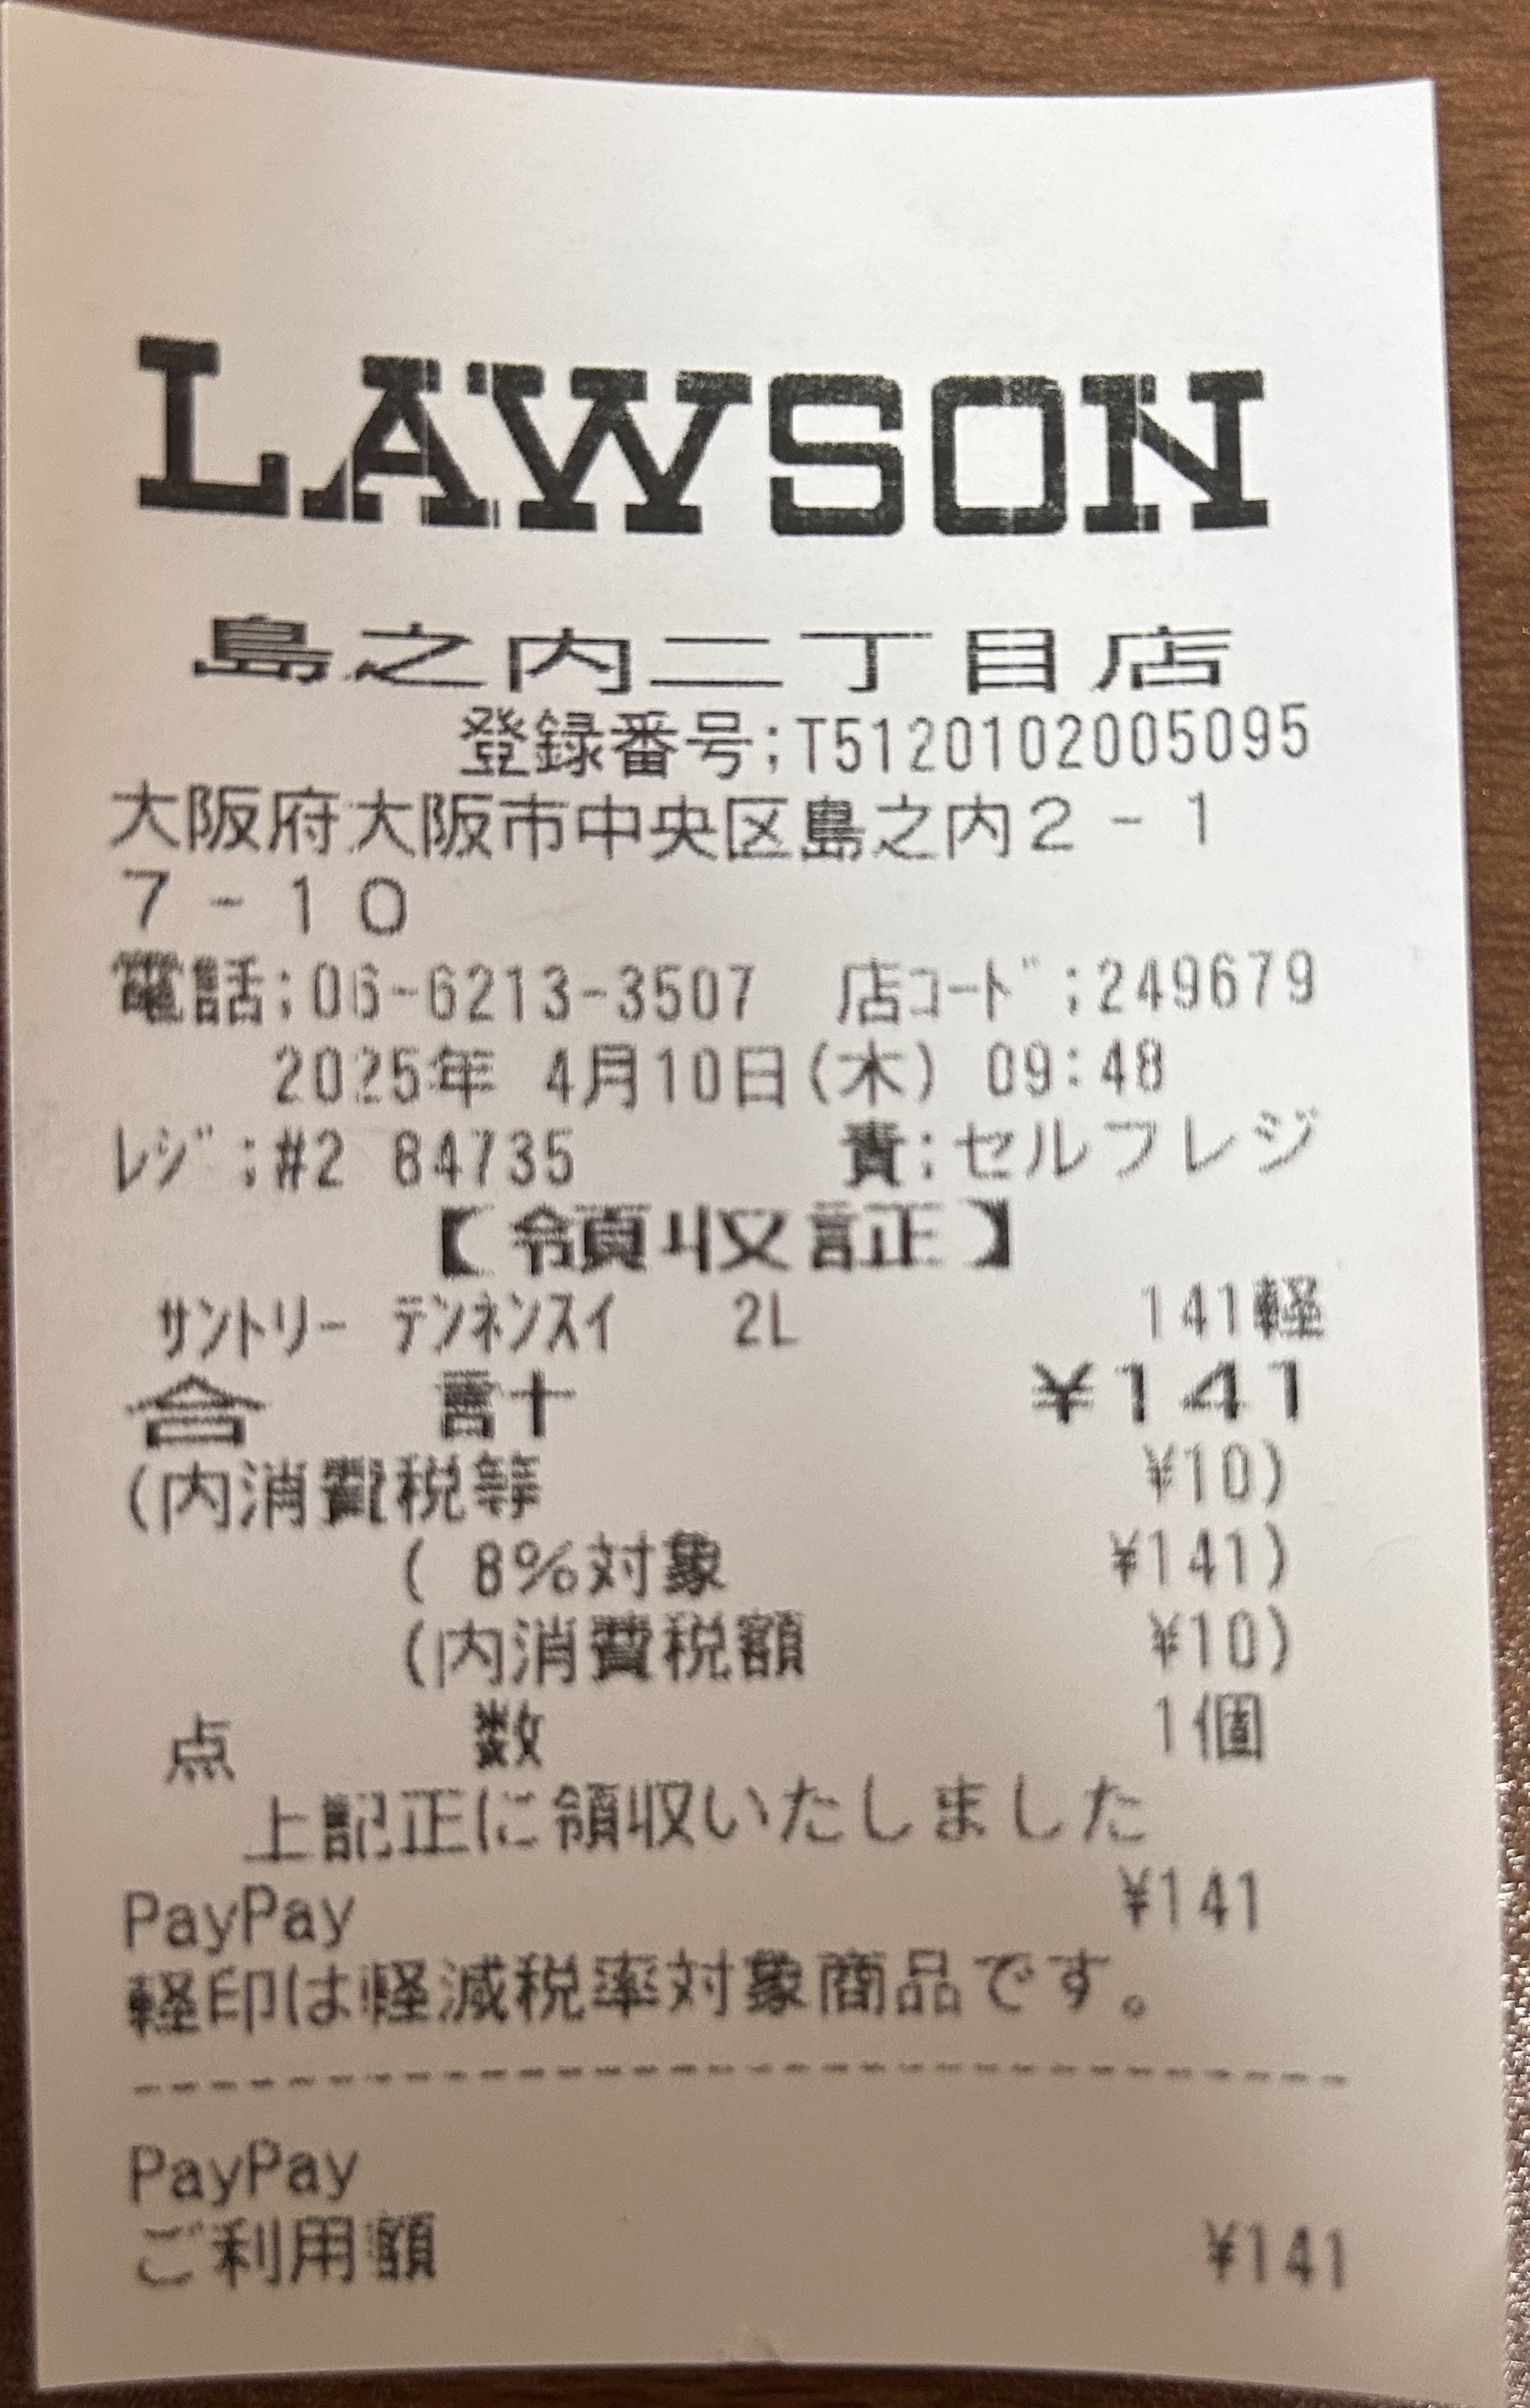 LAWSON
島之内二丁目店
登録番号;T5120102005095
大阪府大阪市中央区島之内2-1
7-10
電話;06-6213-3507 店コード;249679
2025年 4月10日(木) 09:48
レジ;#2 84735 責:セルフレジ
【領収証】
サントリー テンネンスイ 2L 141軽
合 計 ¥141
(内消費税等 ¥10)
( 8%対象 ¥141)
(内消費税額 ¥10)
点 数 1個
上記正に領収いたしました
PayPay ¥141
軽印は軽減税率対象商品です。
PayPay
ご利用額 ¥141